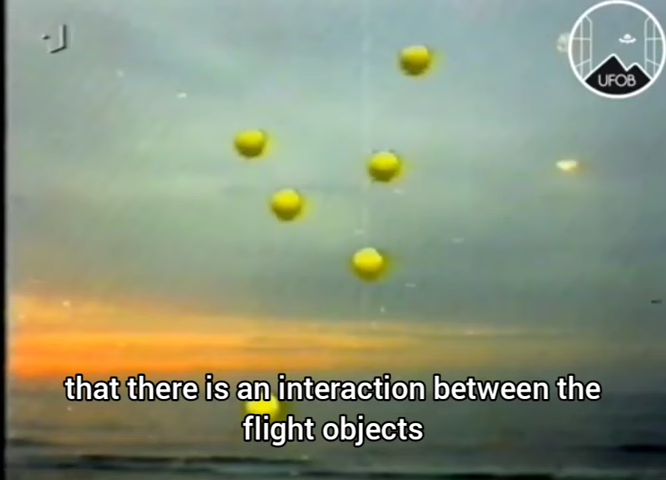 UFOB
that there is an interaction between the
flight objects